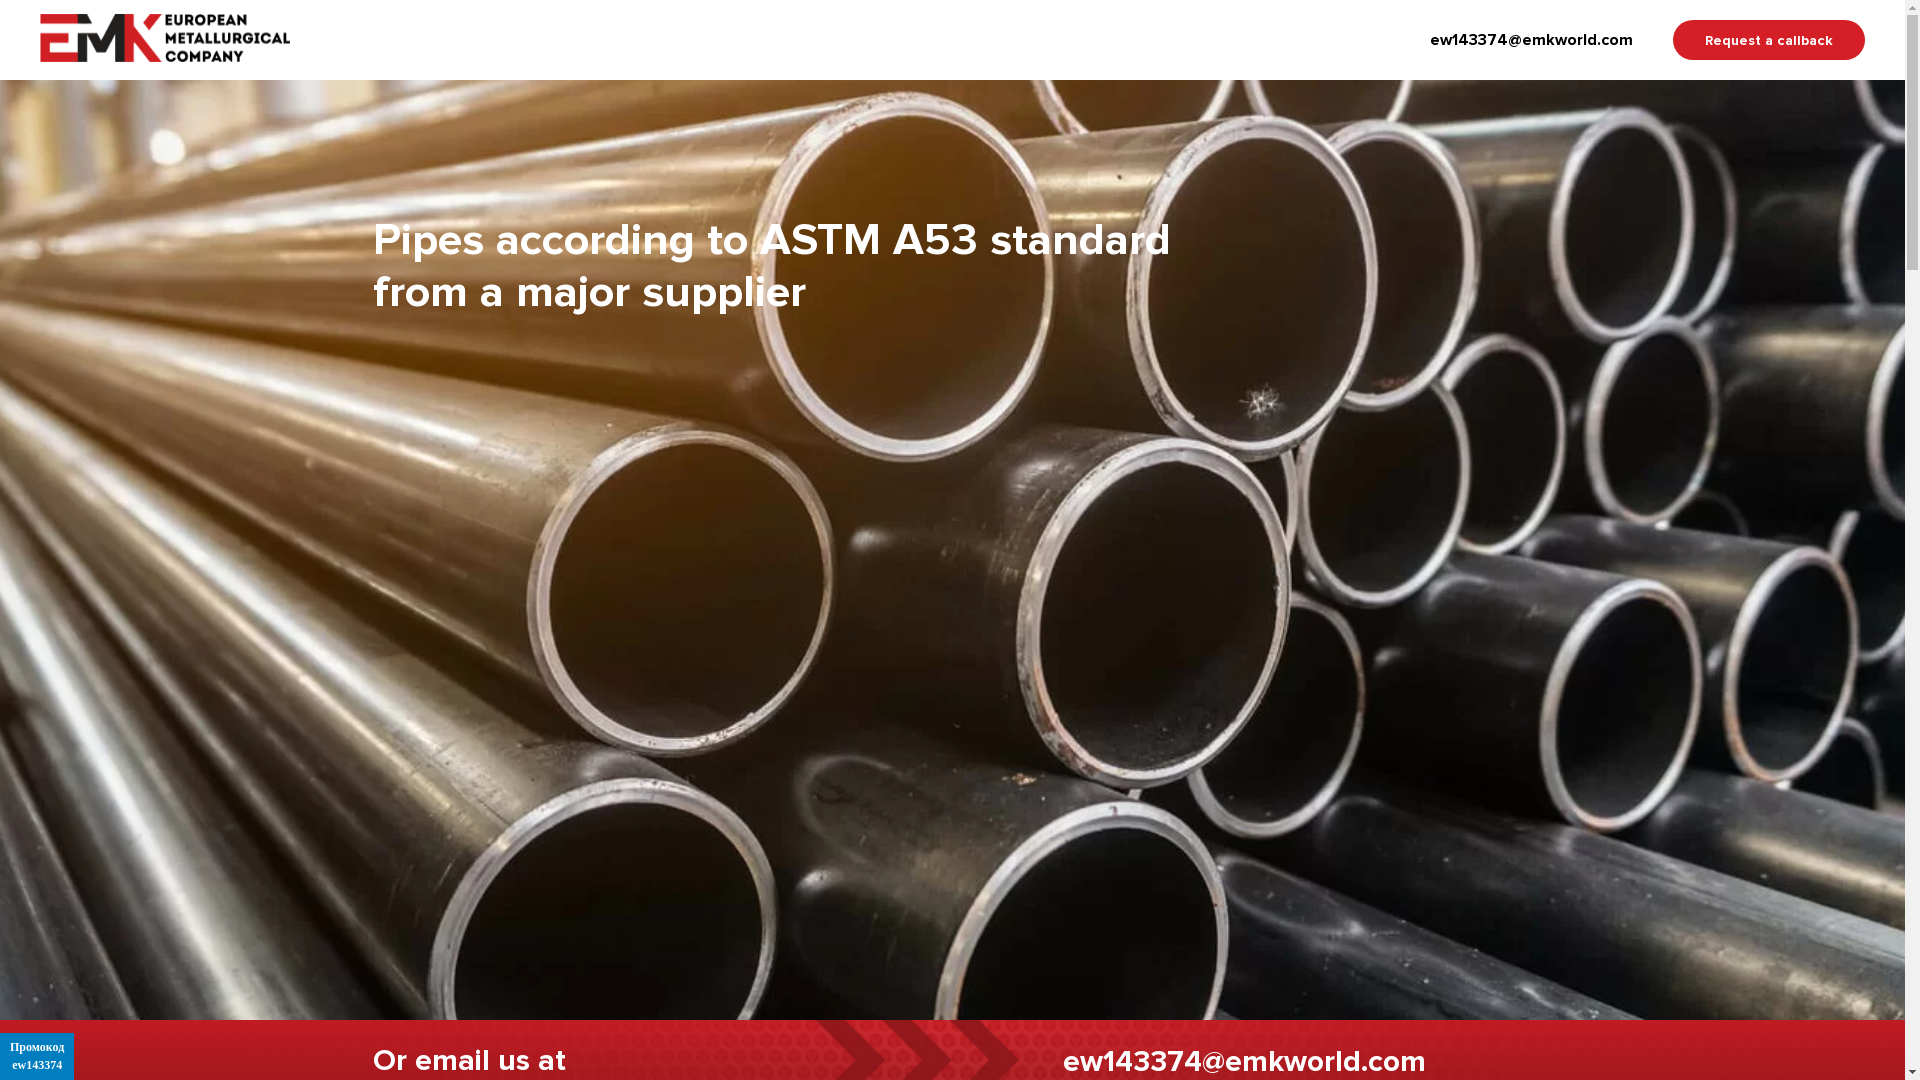 EMK EUROPEAN
METALLURGICAL
COMPANY
ew143374@emkworld.com
Request a callback
Pipes according to ASTM A53 standard
from a major supplier
Or email us at
ew143374@emkworld.com
Промокод
ew143374